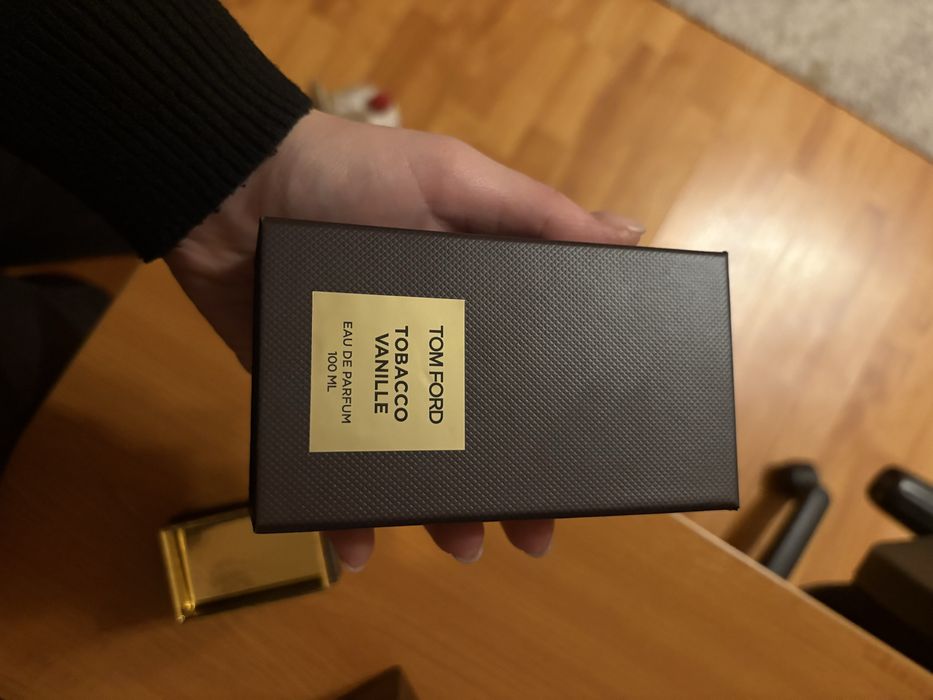 TOM FORD
TOBACCO
VANILLE
EAU DE PARFUM
100 ML